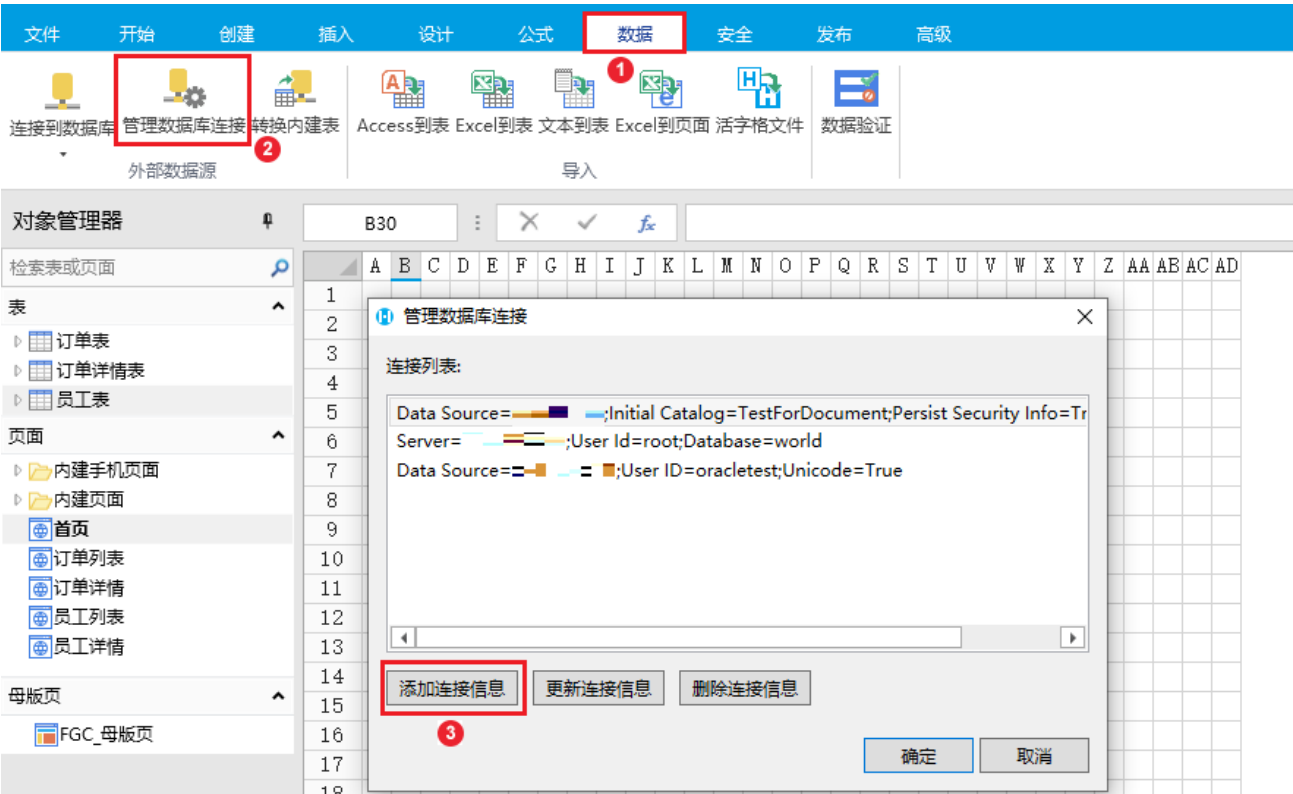 文件 开始 创建 插入 设计 公式 数据 安全 发布 高级
1
连接到数据库 管理数据库连接 转换内建表 Access到表 Excel到表 文本到表 Excel到页面 活字格文件 数据验证
2
外部数据源 导入
对象管理器 B30 fx
检索表或页面
A B C D E F G H I J K L M N O P Q R S T U V W X Y Z AA AB AC AD
表
订单表
订单详情表
员工表
页面
内建手机页面
内建页面
首页
订单列表
订单详情
员工列表
员工详情
母版页
FGC_母版页
1
2
3
4
5
6
7
8
9
10
11
12
13
14
15
16
17
18
管理数据库连接
连接列表:
Data Source= ;Initial Catalog=TestForDocument;Persist Security Info=Tr
Server= ;User Id=root;Database=world
Data Source= ;User ID=oracletest;Unicode=True
添加连接信息 更新连接信息 删除连接信息
3
确定 取消